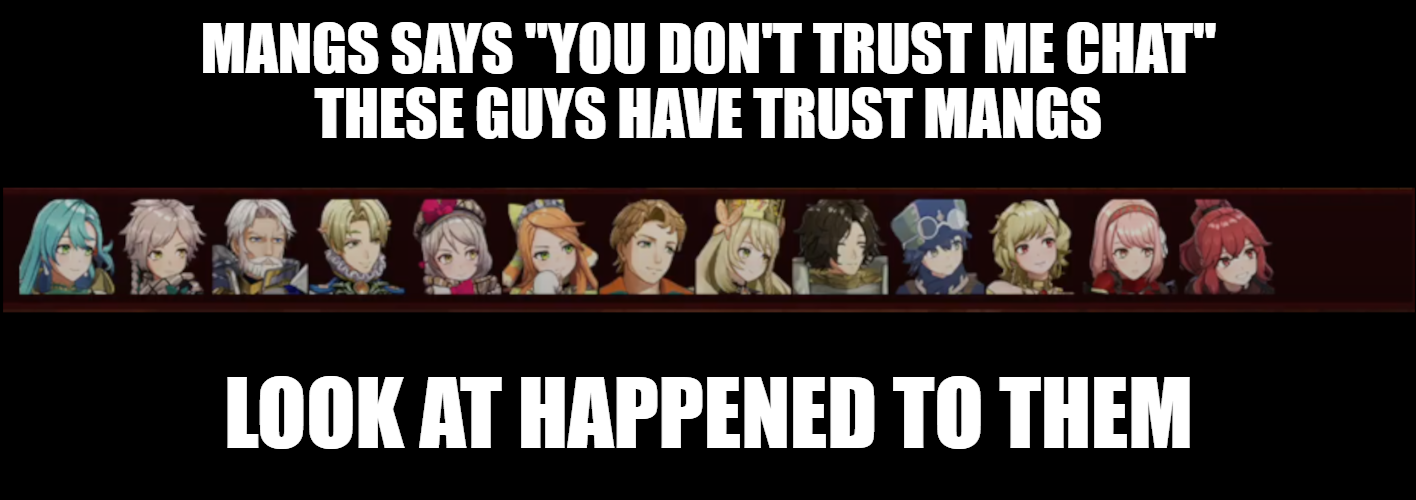 MANGS SAYS "YOU DON'T TRUST ME CHAT"
THESE GUYS HAVE TRUST MANGS
LOOK AT HAPPENED TO THEM